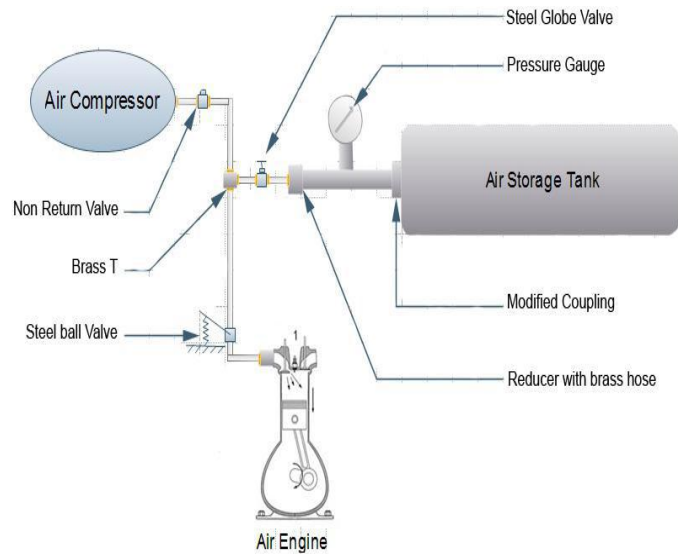 Steel Globe Valve
Pressure Gauge
Air Compressor
Air Storage Tank
Non Return Valve
Brass T
Modified Coupling
Steel ball Valve
1
Reducer with brass hose
Air Engine